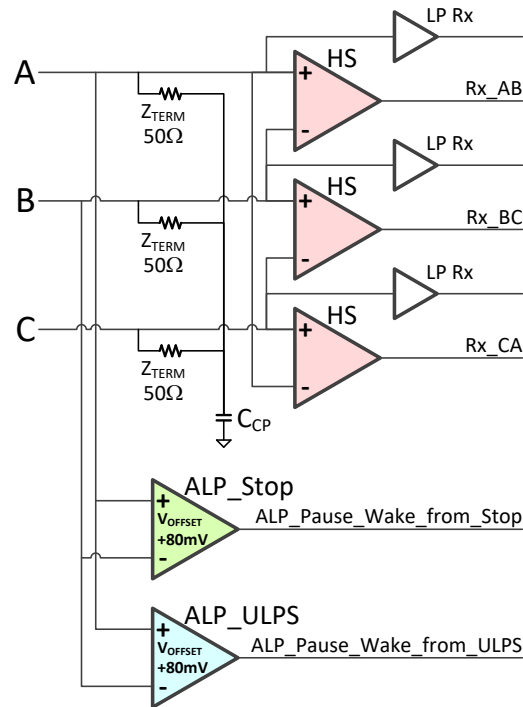 LP Rx
HS
A
+
Rx_AB
Z_TERM
50Ω
-
LP Rx
HS
B
+
Rx_BC
Z_TERM
50Ω
-
LP Rx
HS
C
+
Rx_CA
Z_TERM
50Ω
-
C_CP
ALP_Stop
+
V_OFFSET
+80mV
-
ALP_Pause_Wake_from_Stop
ALP_ULPS
+
V_OFFSET
+80mV
-
ALP_Pause_Wake_from_ULPS